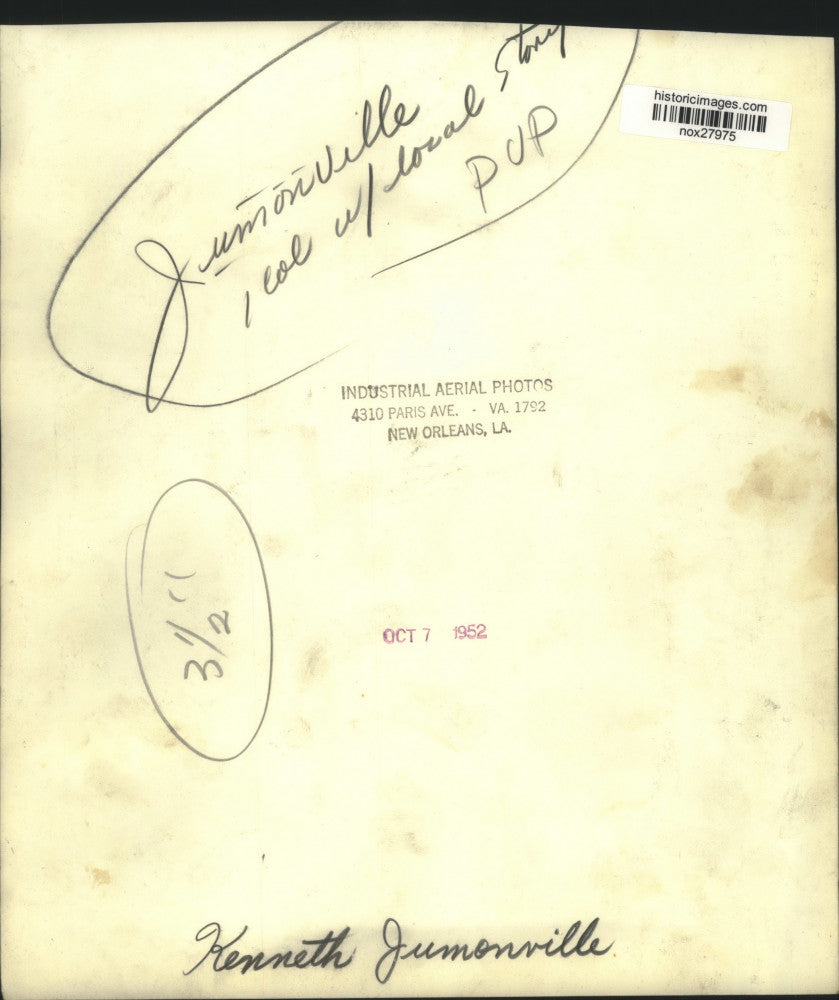 historicimages.com
nox27975
Jumonville
1 col w/ local story
PUP
INDUSTRIAL AERIAL PHOTOS
4310 PARIS AVE. - VA. 1792
NEW ORLEANS, LA.
3 1/2"
OCT 7 1952
Kenneth Jumonville